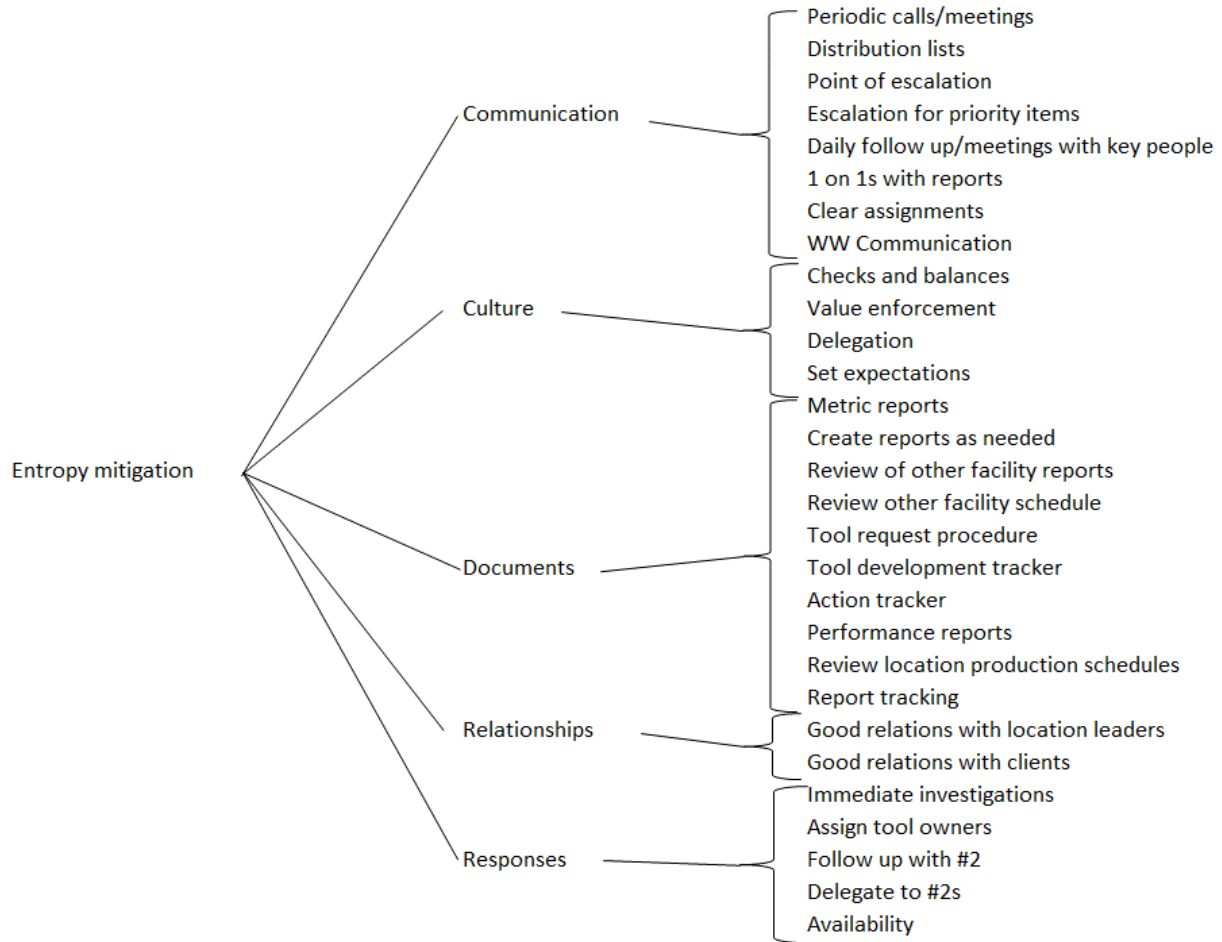 Entropy mitigation
Communication
Periodic calls/meetings
Distribution lists
Point of escalation
Escalation for priority items
Daily follow up/meetings with key people
1 on 1s with reports
Clear assignments
WW Communication
Culture
Checks and balances
Value enforcement
Delegation
Set expectations
Documents
Metric reports
Create reports as needed
Review of other facility reports
Review other facility schedule
Tool request procedure
Tool development tracker
Action tracker
Performance reports
Review location production schedules
Report tracking
Relationships
Good relations with location leaders
Good relations with clients
Responses
Immediate investigations
Assign tool owners
Follow up with #2
Delegate to #2s
Availability